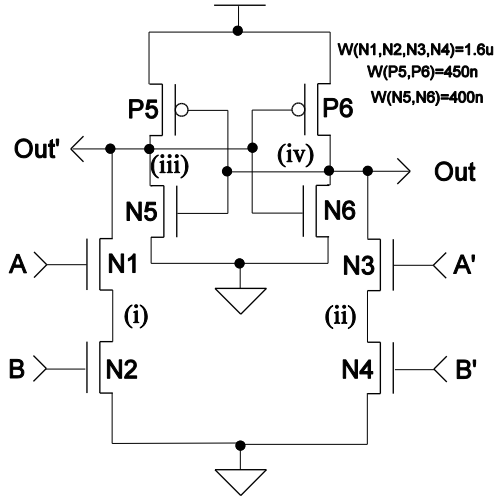 W(N1,N2,N3,N4)=1.6u
W(P5,P6)=450n
W(N5,N6)=400n
P5 P6
Out' (iii) (iv) Out
N5 N6
A N1 N3 A'
(i) (ii)
B N2 N4 B'